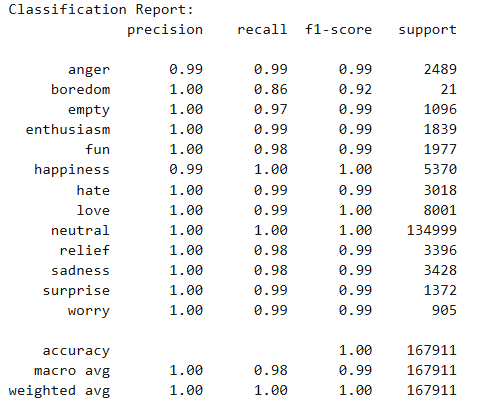 Classification Report:
precision recall f1-score support
anger 0.99 0.99 0.99 2489
boredom 1.00 0.86 0.92 21
empty 1.00 0.97 0.99 1096
enthusiasm 1.00 0.99 0.99 1839
fun 1.00 0.98 0.99 1977
happiness 0.99 1.00 1.00 5370
hate 1.00 0.99 0.99 3018
love 1.00 0.99 1.00 8001
neutral 1.00 1.00 1.00 134999
relief 1.00 0.98 0.99 3396
sadness 1.00 0.98 0.99 3428
surprise 1.00 0.99 0.99 1372
worry 1.00 0.99 0.99 905
accuracy 1.00 167911
macro avg 1.00 0.98 0.99 167911
weighted avg 1.00 1.00 1.00 167911